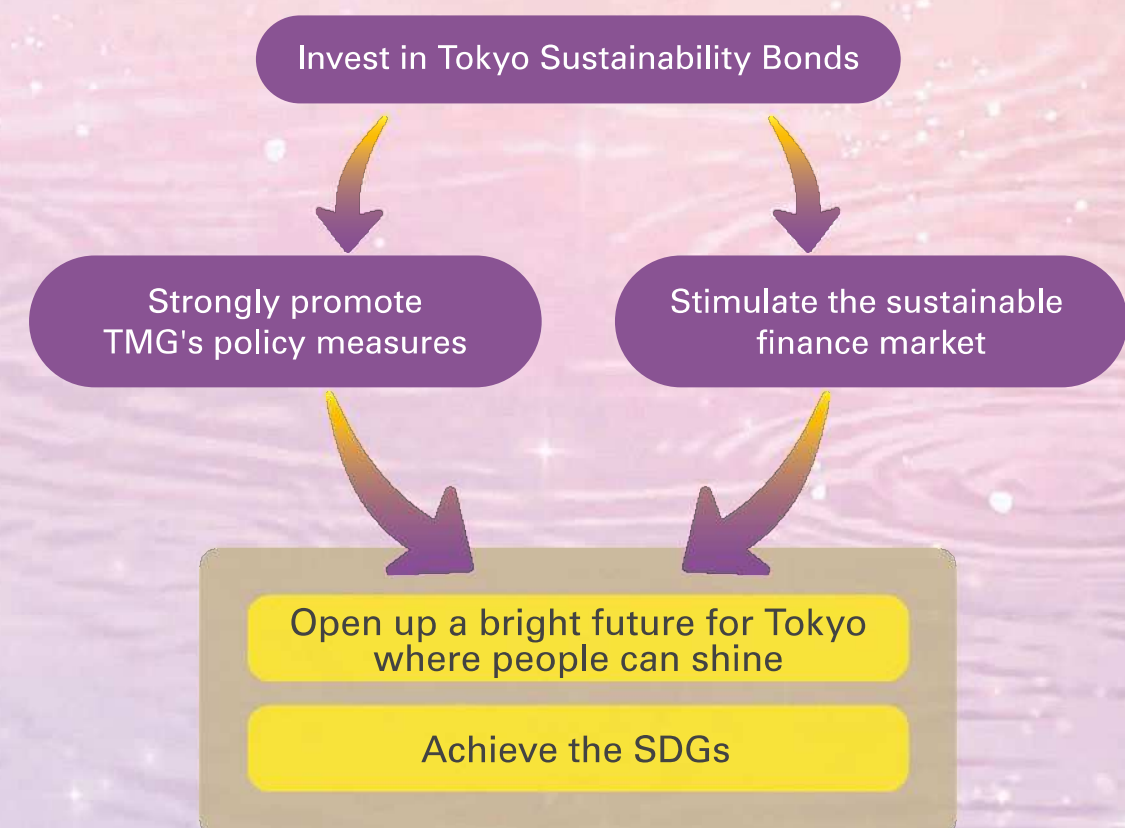 Invest in Tokyo Sustainability Bonds
Strongly promote
TMG's policy measures
Stimulate the sustainable
finance market
Open up a bright future for Tokyo
where people can shine
Achieve the SDGs